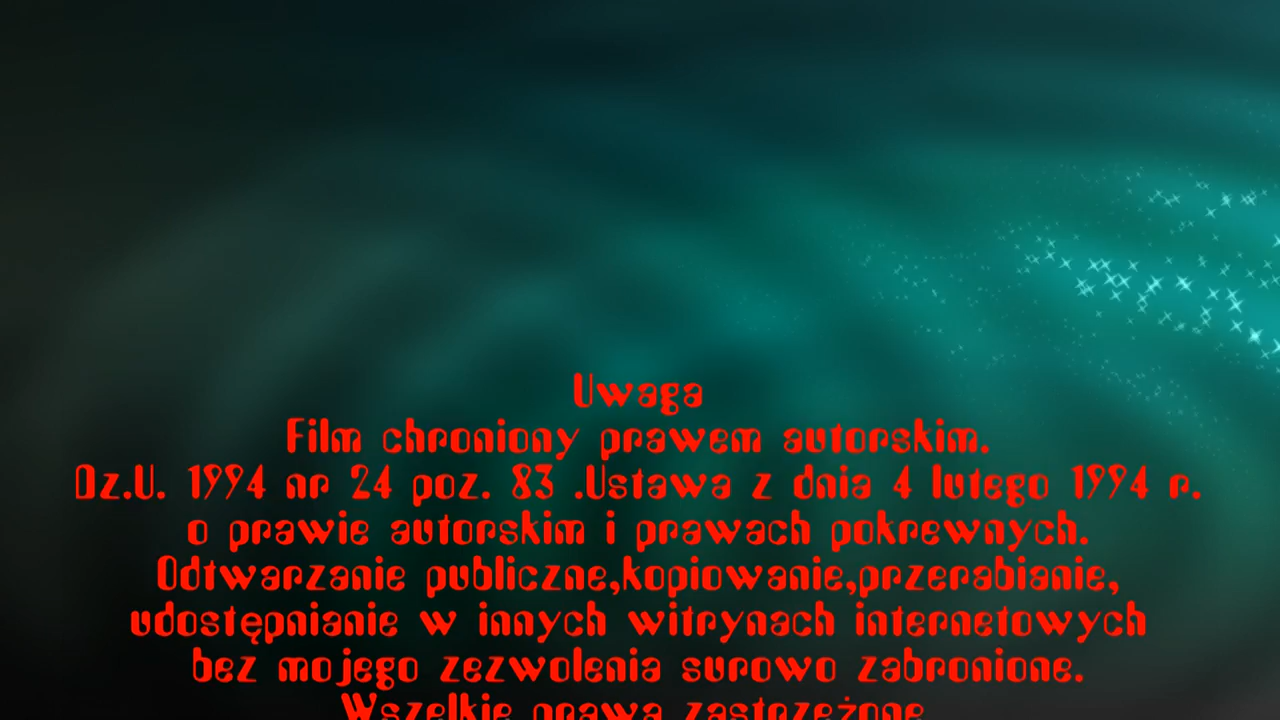 Uwaga
Film chroniony prawem autorskim.
Dz.U. 1994 nr 24 poz. 83 .Ustawa z dnia 4 lutego 1994 r.
o prawie autorskim i prawach pokrewnych.
Odtwarzanie publiczne,kopiowanie,przerabianie,
udostępnianie w innych witrynach internetowych
bez mojego zezwolenia surowo zabronione.
Wszelkie prawa zastrzeżone